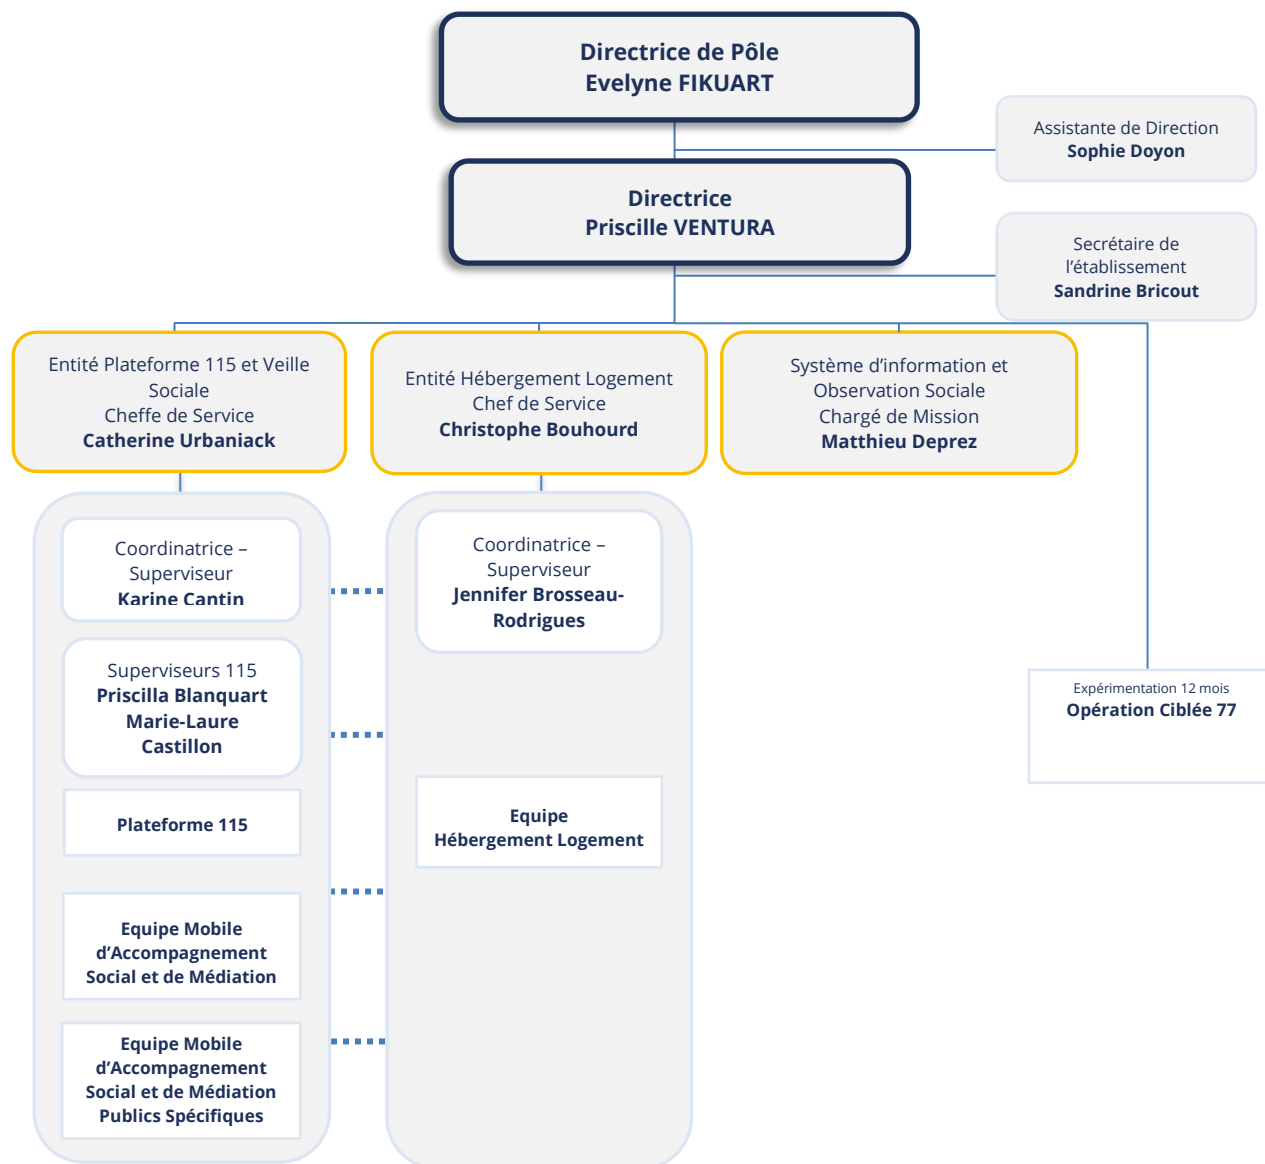 Directrice de Pôle
Evelyne FIKUART
Assistante de Direction
Sophie Doyon
Directrice
Priscille VENTURA
Secrétaire de
l'établissement
Sandrine Bricout
Entité Plateforme 115 et Veille
Sociale
Cheffe de Service
Catherine Urbaniack
Entité Hébergement Logement
Chef de Service
Christophe Bouhourd
Système d'information et
Observation Sociale
Chargé de Mission
Matthieu Deprez
Coordinatrice –
Superviseur
Karine Cantin
Superviseurs 115
Priscilla Blanquart
Marie-Laure
Castillon
Plateforme 115
Equipe Mobile
d'Accompagnement
Social et de Médiation
Equipe Mobile
d'Accompagnement
Social et de Médiation
Publics Spécifiques
Coordinatrice –
Superviseur
Jennifer Brosseau-
Rodrigues
Equipe
Hébergement Logement
Expérimentation 12 mois
Opération Ciblée 77